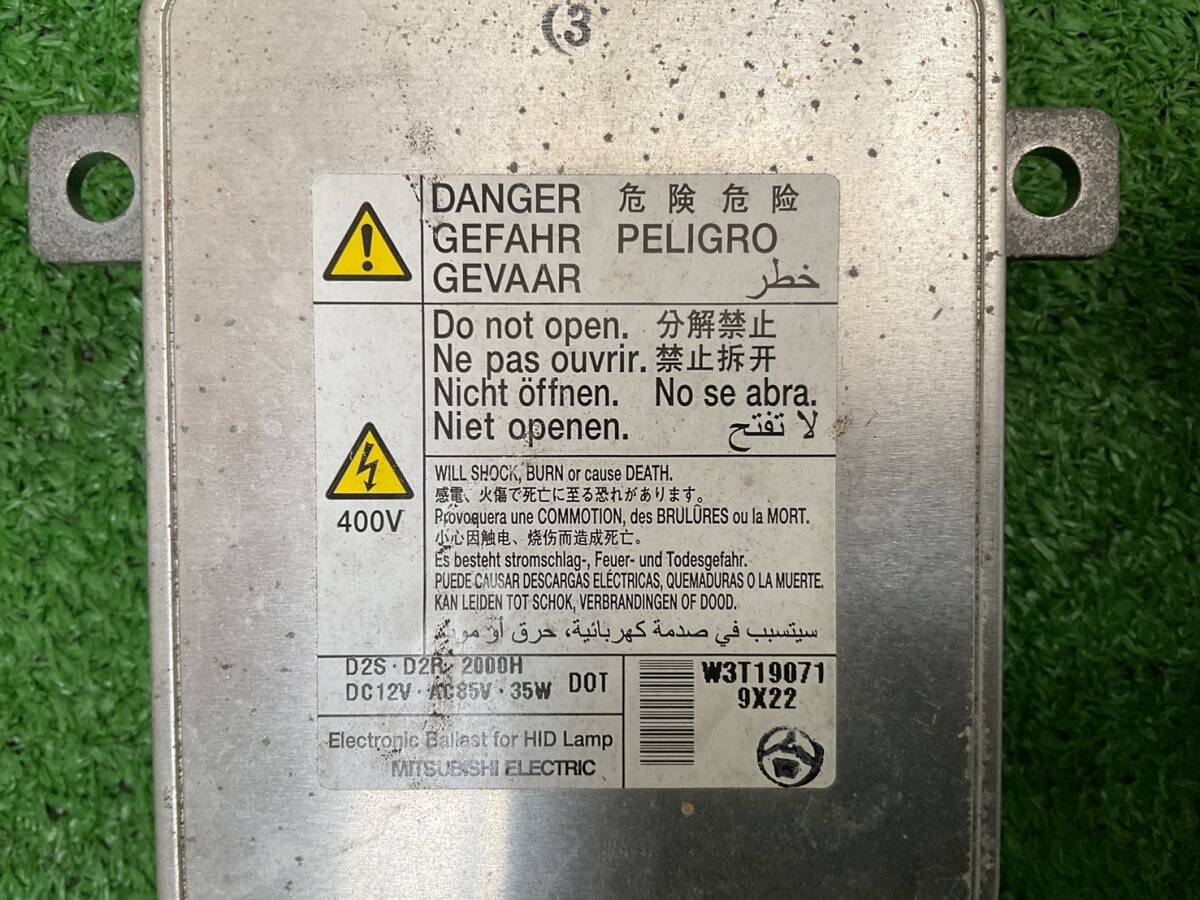 (3
DANGER 危 険 危 险
GEFAHR PELIGRO
GEVAAR خطر
Do not open. 分解禁止
Ne pas ouvrir. 禁止拆开
Nicht öffnen. No se abra.
Niet openen. لا تفتح
400V
WILL SHOCK, BURN or cause DEATH.
感電、火傷で死亡に至る恐れがあります。
Provoquera une COMMOTION, des BRULÛRES ou la MORT.
小心因触电、烧伤而造成死亡。
Es besteht stromschlag-, Feuer- und Todesgefahr.
PUEDE CAUSAR DESCARGAS ELÉCTRICAS, QUEMADURAS O LA MUERTE.
KAN LEIDEN TOT SCHOK, VERBRANDINGEN OF DOOD.
سيتسبب في صدمة كهربائية، حرق أو موت
D2S・D2R 2000H
DC12V・AC85V・35W DOT
W3T19071
9X22
Electronic Ballast for HID Lamp
MITSUBISHI ELECTRIC